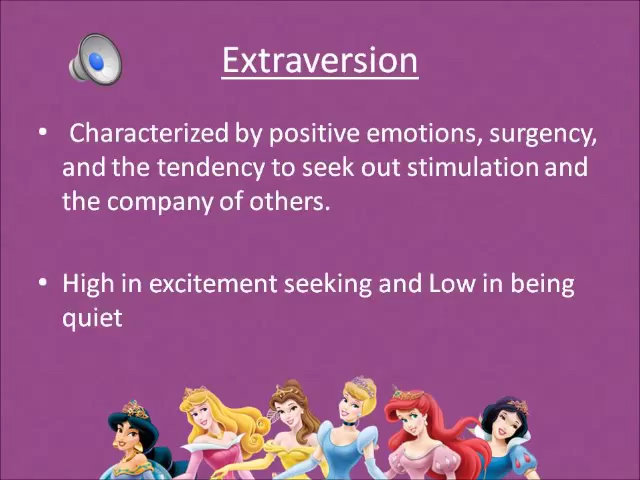 Extraversion
• Characterized by positive emotions, surgency,
and the tendency to seek out stimulation and
the company of others.
• High in excitement seeking and Low in being
quiet